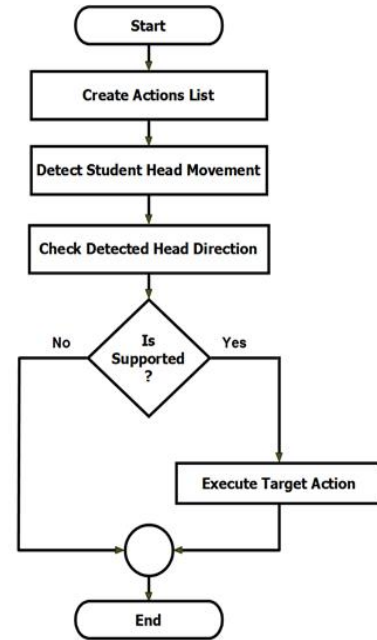 Start
Create Actions List
Detect Student Head Movement
Check Detected Head Direction
No
Is
Supported
?
Yes
Execute Target Action
End